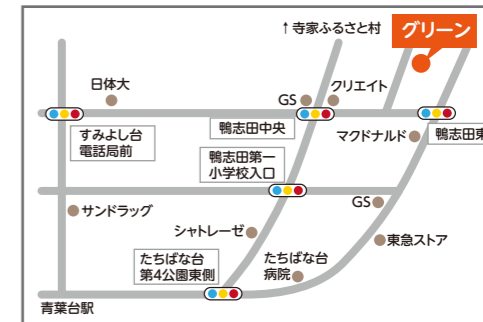 ↑寺家ふるさと村
グリーン
日体大
GS
クリエイト
すみよし台
電話局前
鴨志田中央
マクドナルド
鴨志田東
鴨志田第一
小学校入口
サンドラッグ
GS
シャトレーゼ
東急ストア
たちばな台
第4公園東側
たちばな台
病院
青葉台駅